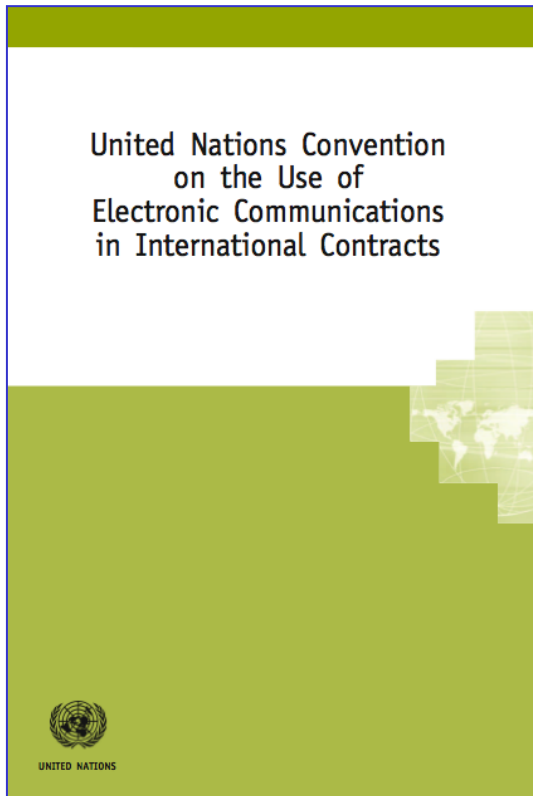 United Nations Convention
on the Use of
Electronic Communications
in International Contracts
UNITED NATIONS